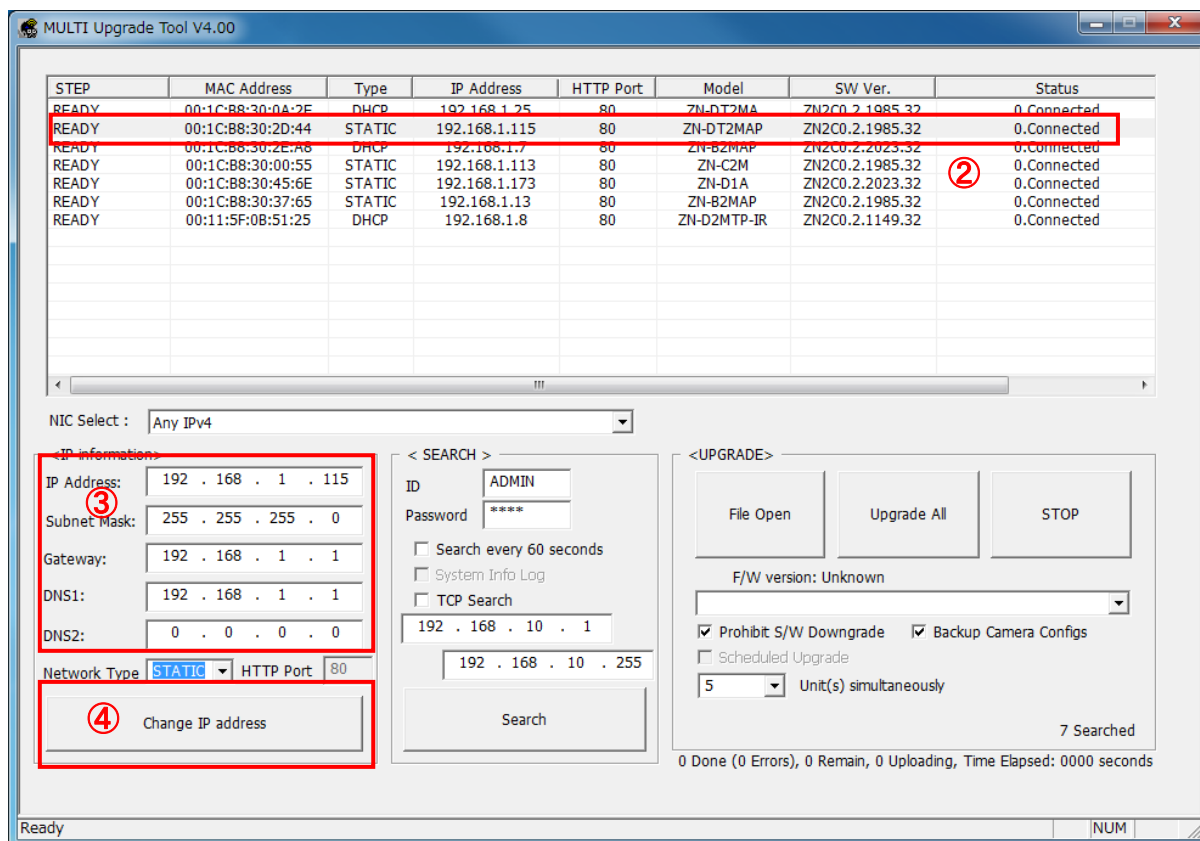 MULTI Upgrade Tool V4.00
STEP MAC Address Type IP Address HTTP Port Model SW Ver. Status
READY 00:1C:B8:30:0A:2F DHCP 192.168.1.25 80 ZN-DT2MA ZN2C0.2.1985.32 0.Connected
READY 00:1C:B8:30:2D:44 STATIC 192.168.1.115 80 ZN-DT2MAP ZN2C0.2.1985.32 0.Connected
READY 00:1C:B8:30:2E:A8 DHCP 192.168.1.7 80 ZN-B2MAP ZN2C0.2.2023.32 0.Connected
READY 00:1C:B8:30:00:55 STATIC 192.168.1.113 80 ZN-C2M ZN2C0.2.1985.32 0.Connected
②
READY 00:1C:B8:30:45:6E STATIC 192.168.1.173 80 ZN-D1A ZN2C0.2.2023.32 0.Connected
READY 00:1C:B8:30:37:65 STATIC 192.168.1.13 80 ZN-B2MAP ZN2C0.2.1985.32 0.Connected
READY 00:11:5F:0B:51:25 DHCP 192.168.1.8 80 ZN-D2MTP-IR ZN2C0.2.1149.32 0.Connected
NIC Select : Any IPv4
<IP information>
IP Address: 192 . 168 . 1 . 115
③
Subnet Mask: 255 . 255 . 255 . 0
Gateway: 192 . 168 . 1 . 1
DNS1: 192 . 168 . 1 . 1
DNS2: 0 . 0 . 0 . 0
Network Type STATIC HTTP Port 80
④ Change IP address
< SEARCH >
ID ADMIN
Password ****
Search every 60 seconds
System Info Log
TCP Search
192 . 168 . 10 . 1
192 . 168 . 10 . 255
Search
<UPGRADE>
File Open Upgrade All STOP
F/W version: Unknown
Prohibit S/W Downgrade Backup Camera Configs
Scheduled Upgrade
5 Unit(s) simultaneously
7 Searched
0 Done (0 Errors), 0 Remain, 0 Uploading, Time Elapsed: 0000 seconds
Ready NUM